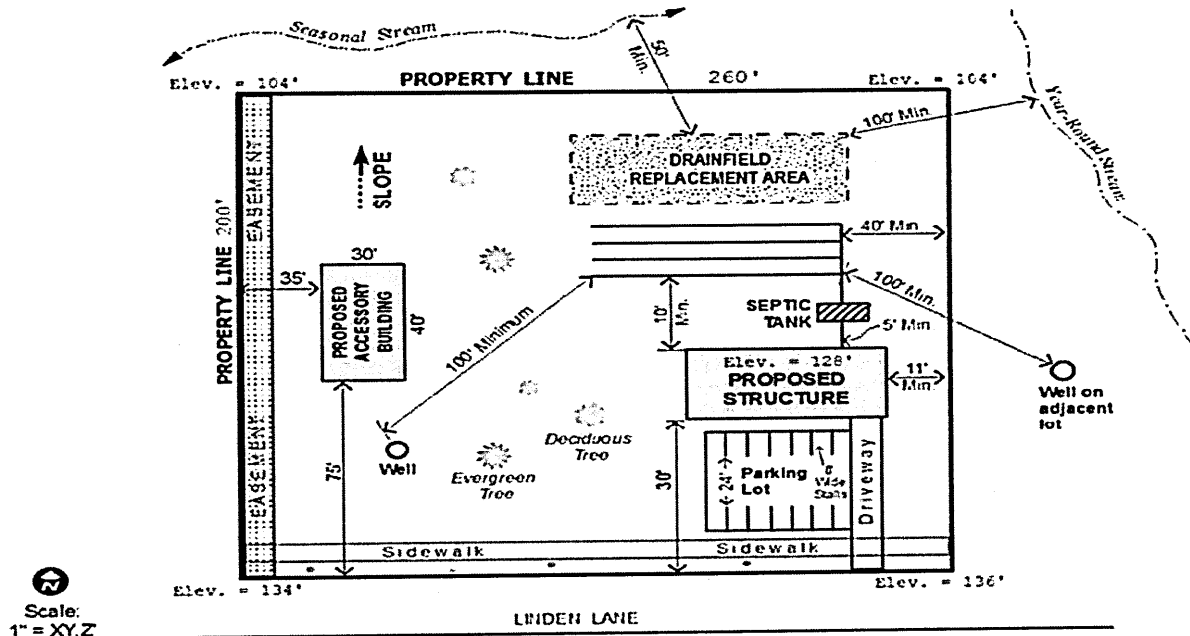 Seasonal Stream
50' Min.
Elev. = 104'
PROPERTY LINE 260'
Elev. = 104'
100' Min.
Year-Round Stream
EASEMENT
SLOPE
DRAINFIELD
REPLACEMENT AREA
PROPERTY LINE 200'
40' Min
35'
30'
PROPOSED
ACCESSORY
BUILDING
40'
100' Minimum
10' Min.
SEPTIC
TANK
100' Min.
5' Min
Elev. = 128'
PROPOSED
STRUCTURE
11'
Min
Well on
adjacent
lot
EASEMENT
75'
Well
Deciduous
Tree
Evergreen
Tree
30'
24'
Parking
Lot
Wide
Stalls
Driveway
Sidewalk
Sidewalk
Elev. = 134'
Elev. = 136'
N
Scale:
1" = XY.Z'
LINDEN LANE